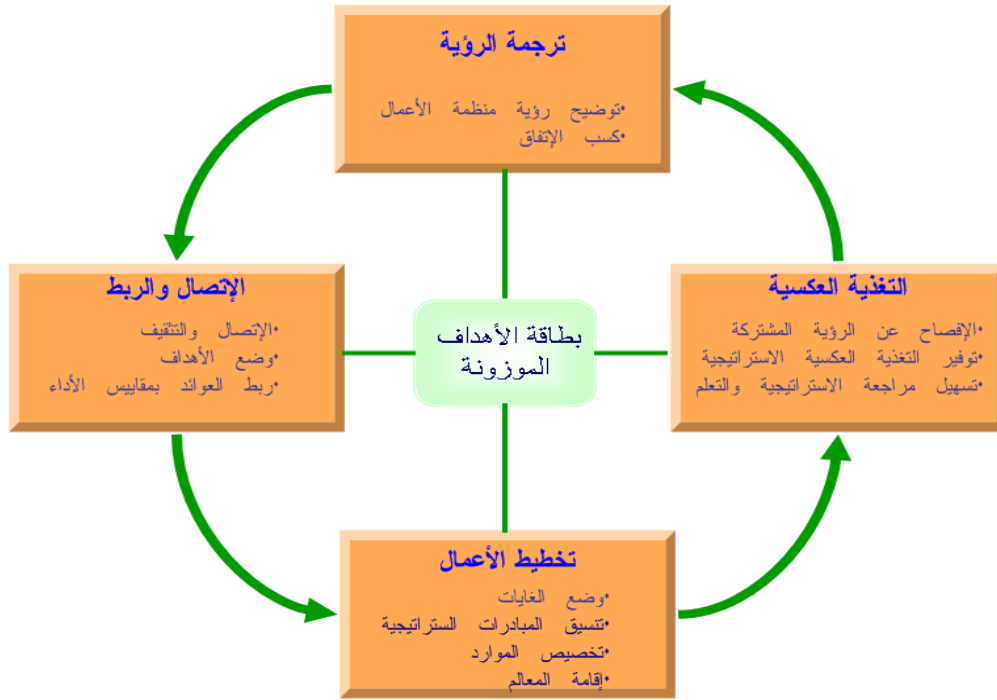 ترجمة الرؤية
•توضيح رؤية منظمة الأعمال
•كسب الإتفاق
التغذية العكسية
•الإفصاح عن الرؤية المشتركة
•توفير التغذية العكسية الاستراتيجية
•تسهيل مراجعة الاستراتيجية والتعلم
بطاقة الأهداف
الموزونة
الإتصال والربط
•الإتصال والتثقيف
•وضع الأهداف
•ربط العوائد بمقاييس الأداء
تخطيط الأعمال
•وضع الغايات
•تنسيق المبادرات الستراتيجية
•تخصيص الموارد
•إقامة المعالم